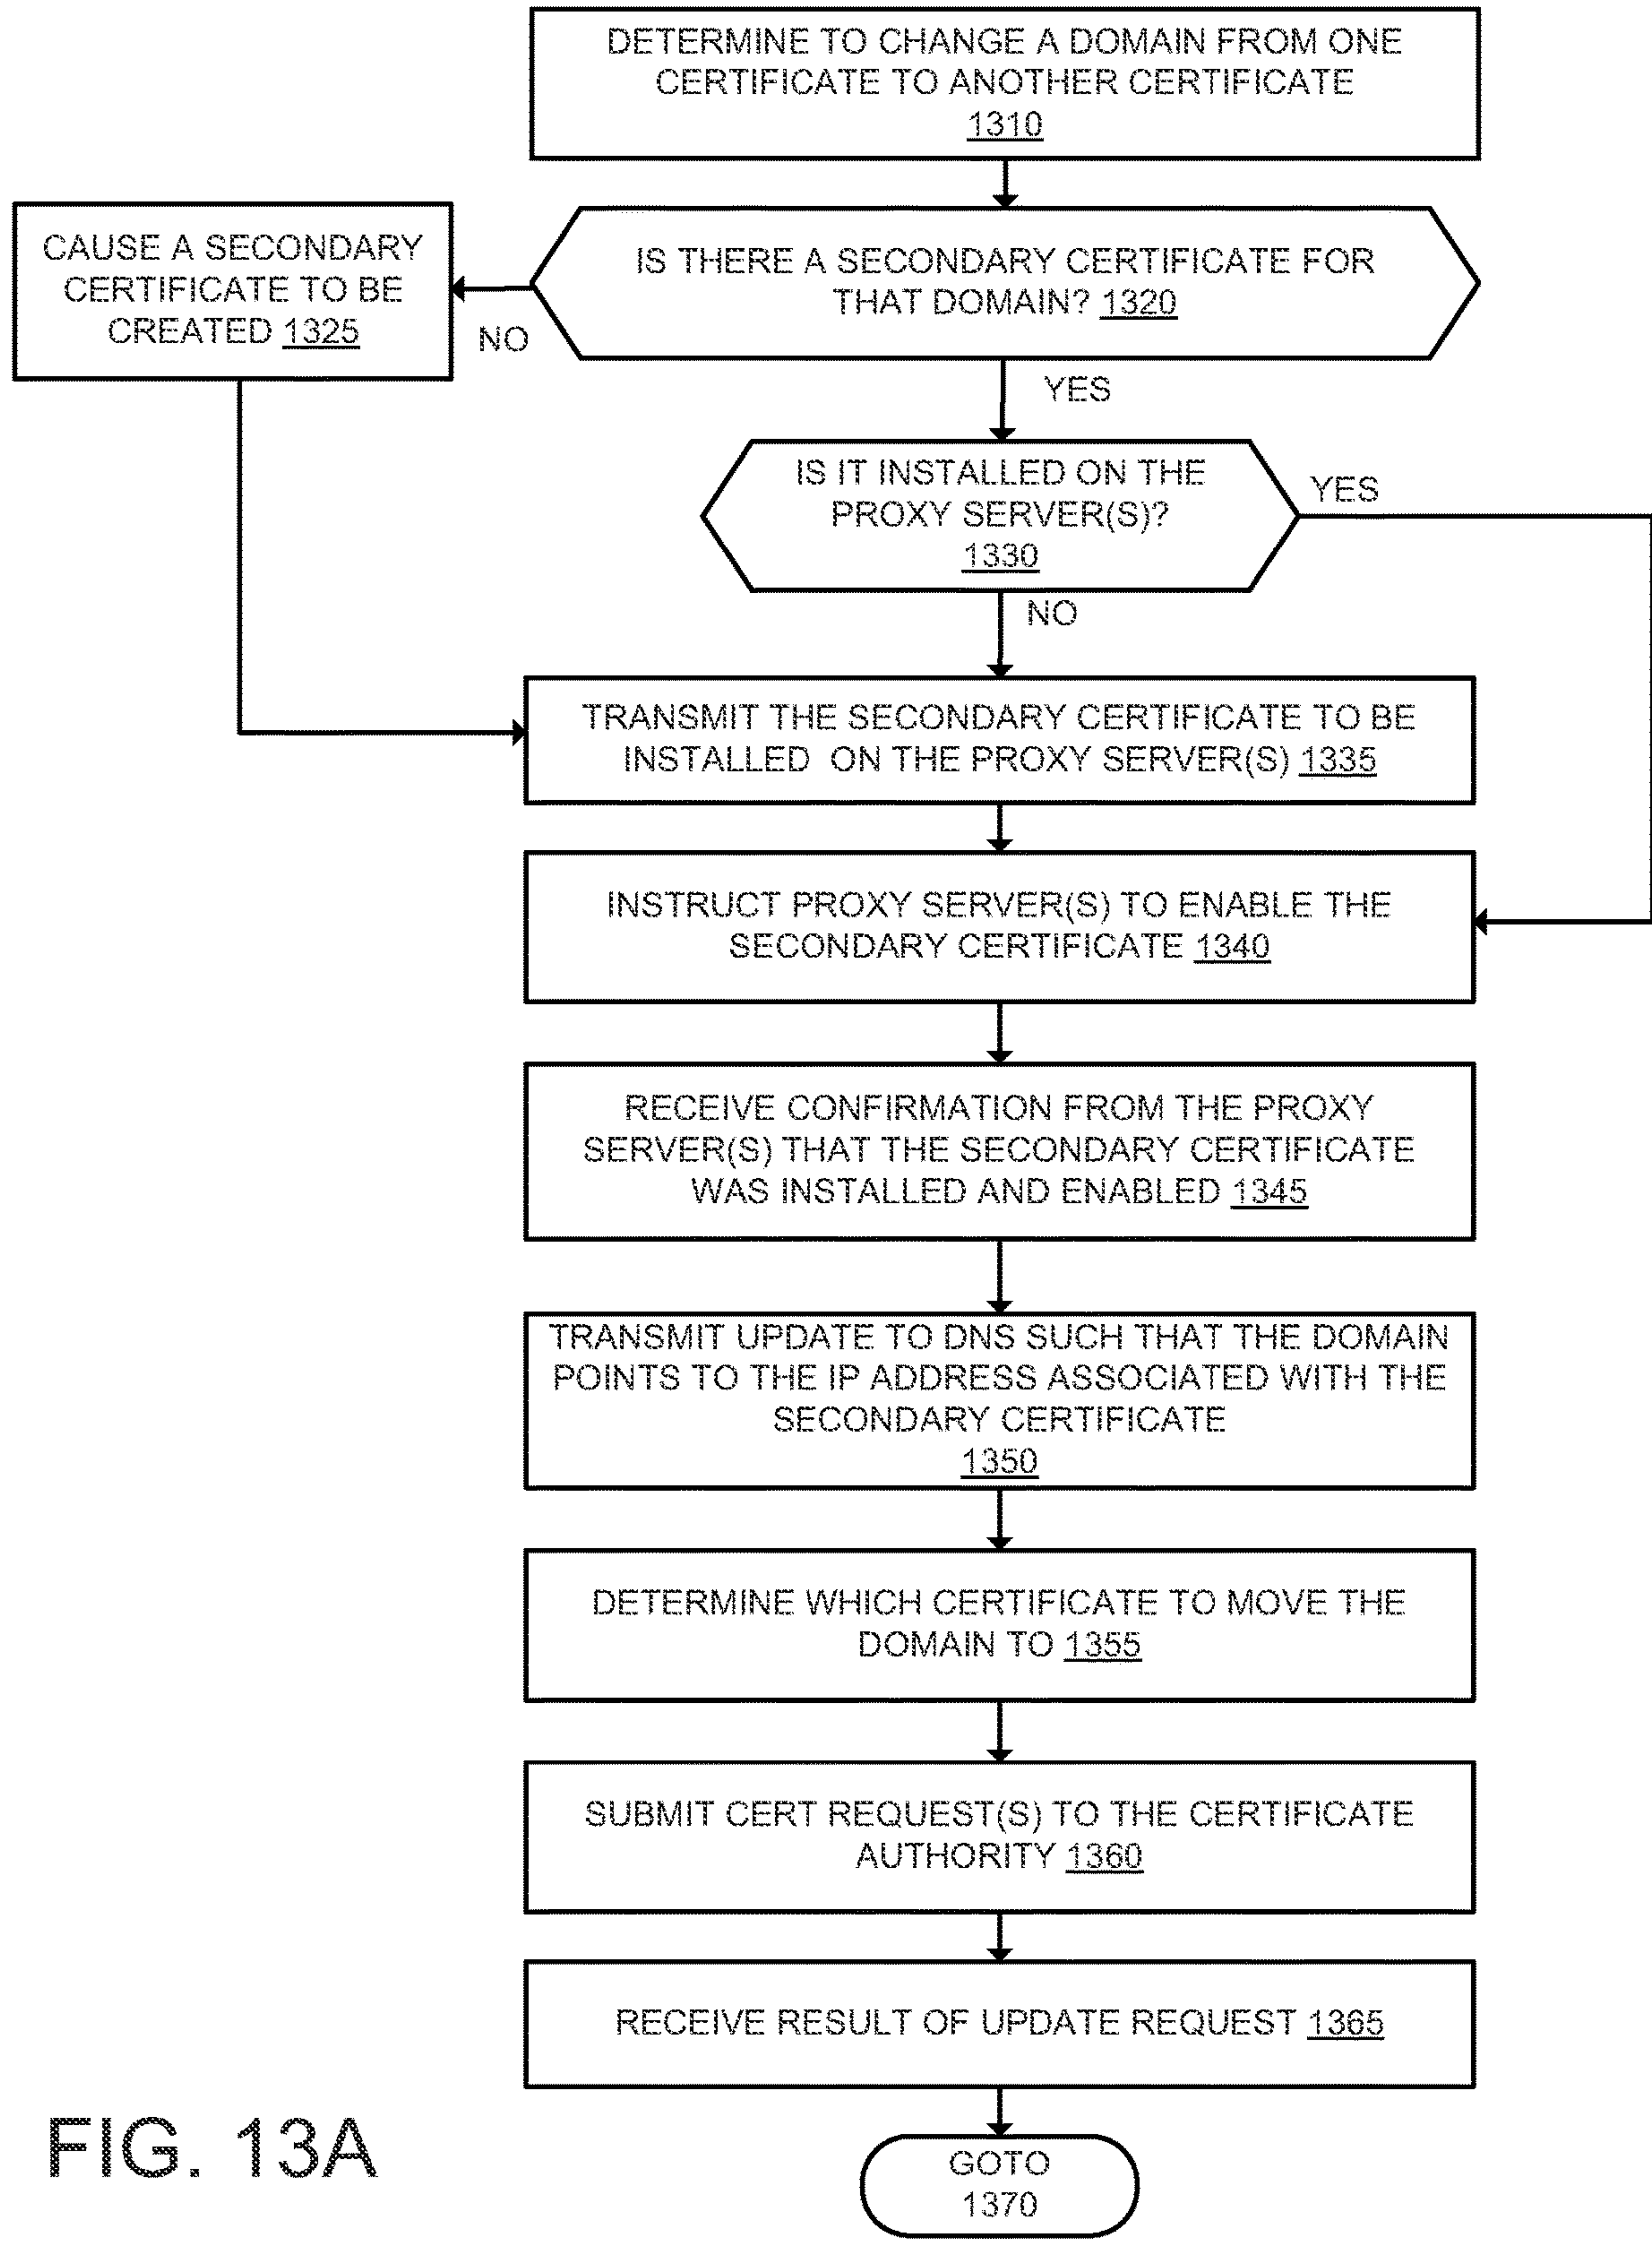 DETERMINE TO CHANGE A DOMAIN FROM ONE
CERTIFICATE TO ANOTHER CERTIFICATE
1310
CAUSE A SECONDARY
CERTIFICATE TO BE
CREATED 1325
NO
IS THERE A SECONDARY CERTIFICATE FOR
THAT DOMAIN? 1320
YES
IS IT INSTALLED ON THE
PROXY SERVER(S)?
1330
YES
NO
TRANSMIT THE SECONDARY CERTIFICATE TO BE
INSTALLED ON THE PROXY SERVER(S) 1335
INSTRUCT PROXY SERVER(S) TO ENABLE THE
SECONDARY CERTIFICATE 1340
RECEIVE CONFIRMATION FROM THE PROXY
SERVER(S) THAT THE SECONDARY CERTIFICATE
WAS INSTALLED AND ENABLED 1345
TRANSMIT UPDATE TO DNS SUCH THAT THE DOMAIN
POINTS TO THE IP ADDRESS ASSOCIATED WITH THE
SECONDARY CERTIFICATE
1350
DETERMINE WHICH CERTIFICATE TO MOVE THE
DOMAIN TO 1355
SUBMIT CERT REQUEST(S) TO THE CERTIFICATE
AUTHORITY 1360
RECEIVE RESULT OF UPDATE REQUEST 1365
GOTO
1370
FIG. 13A